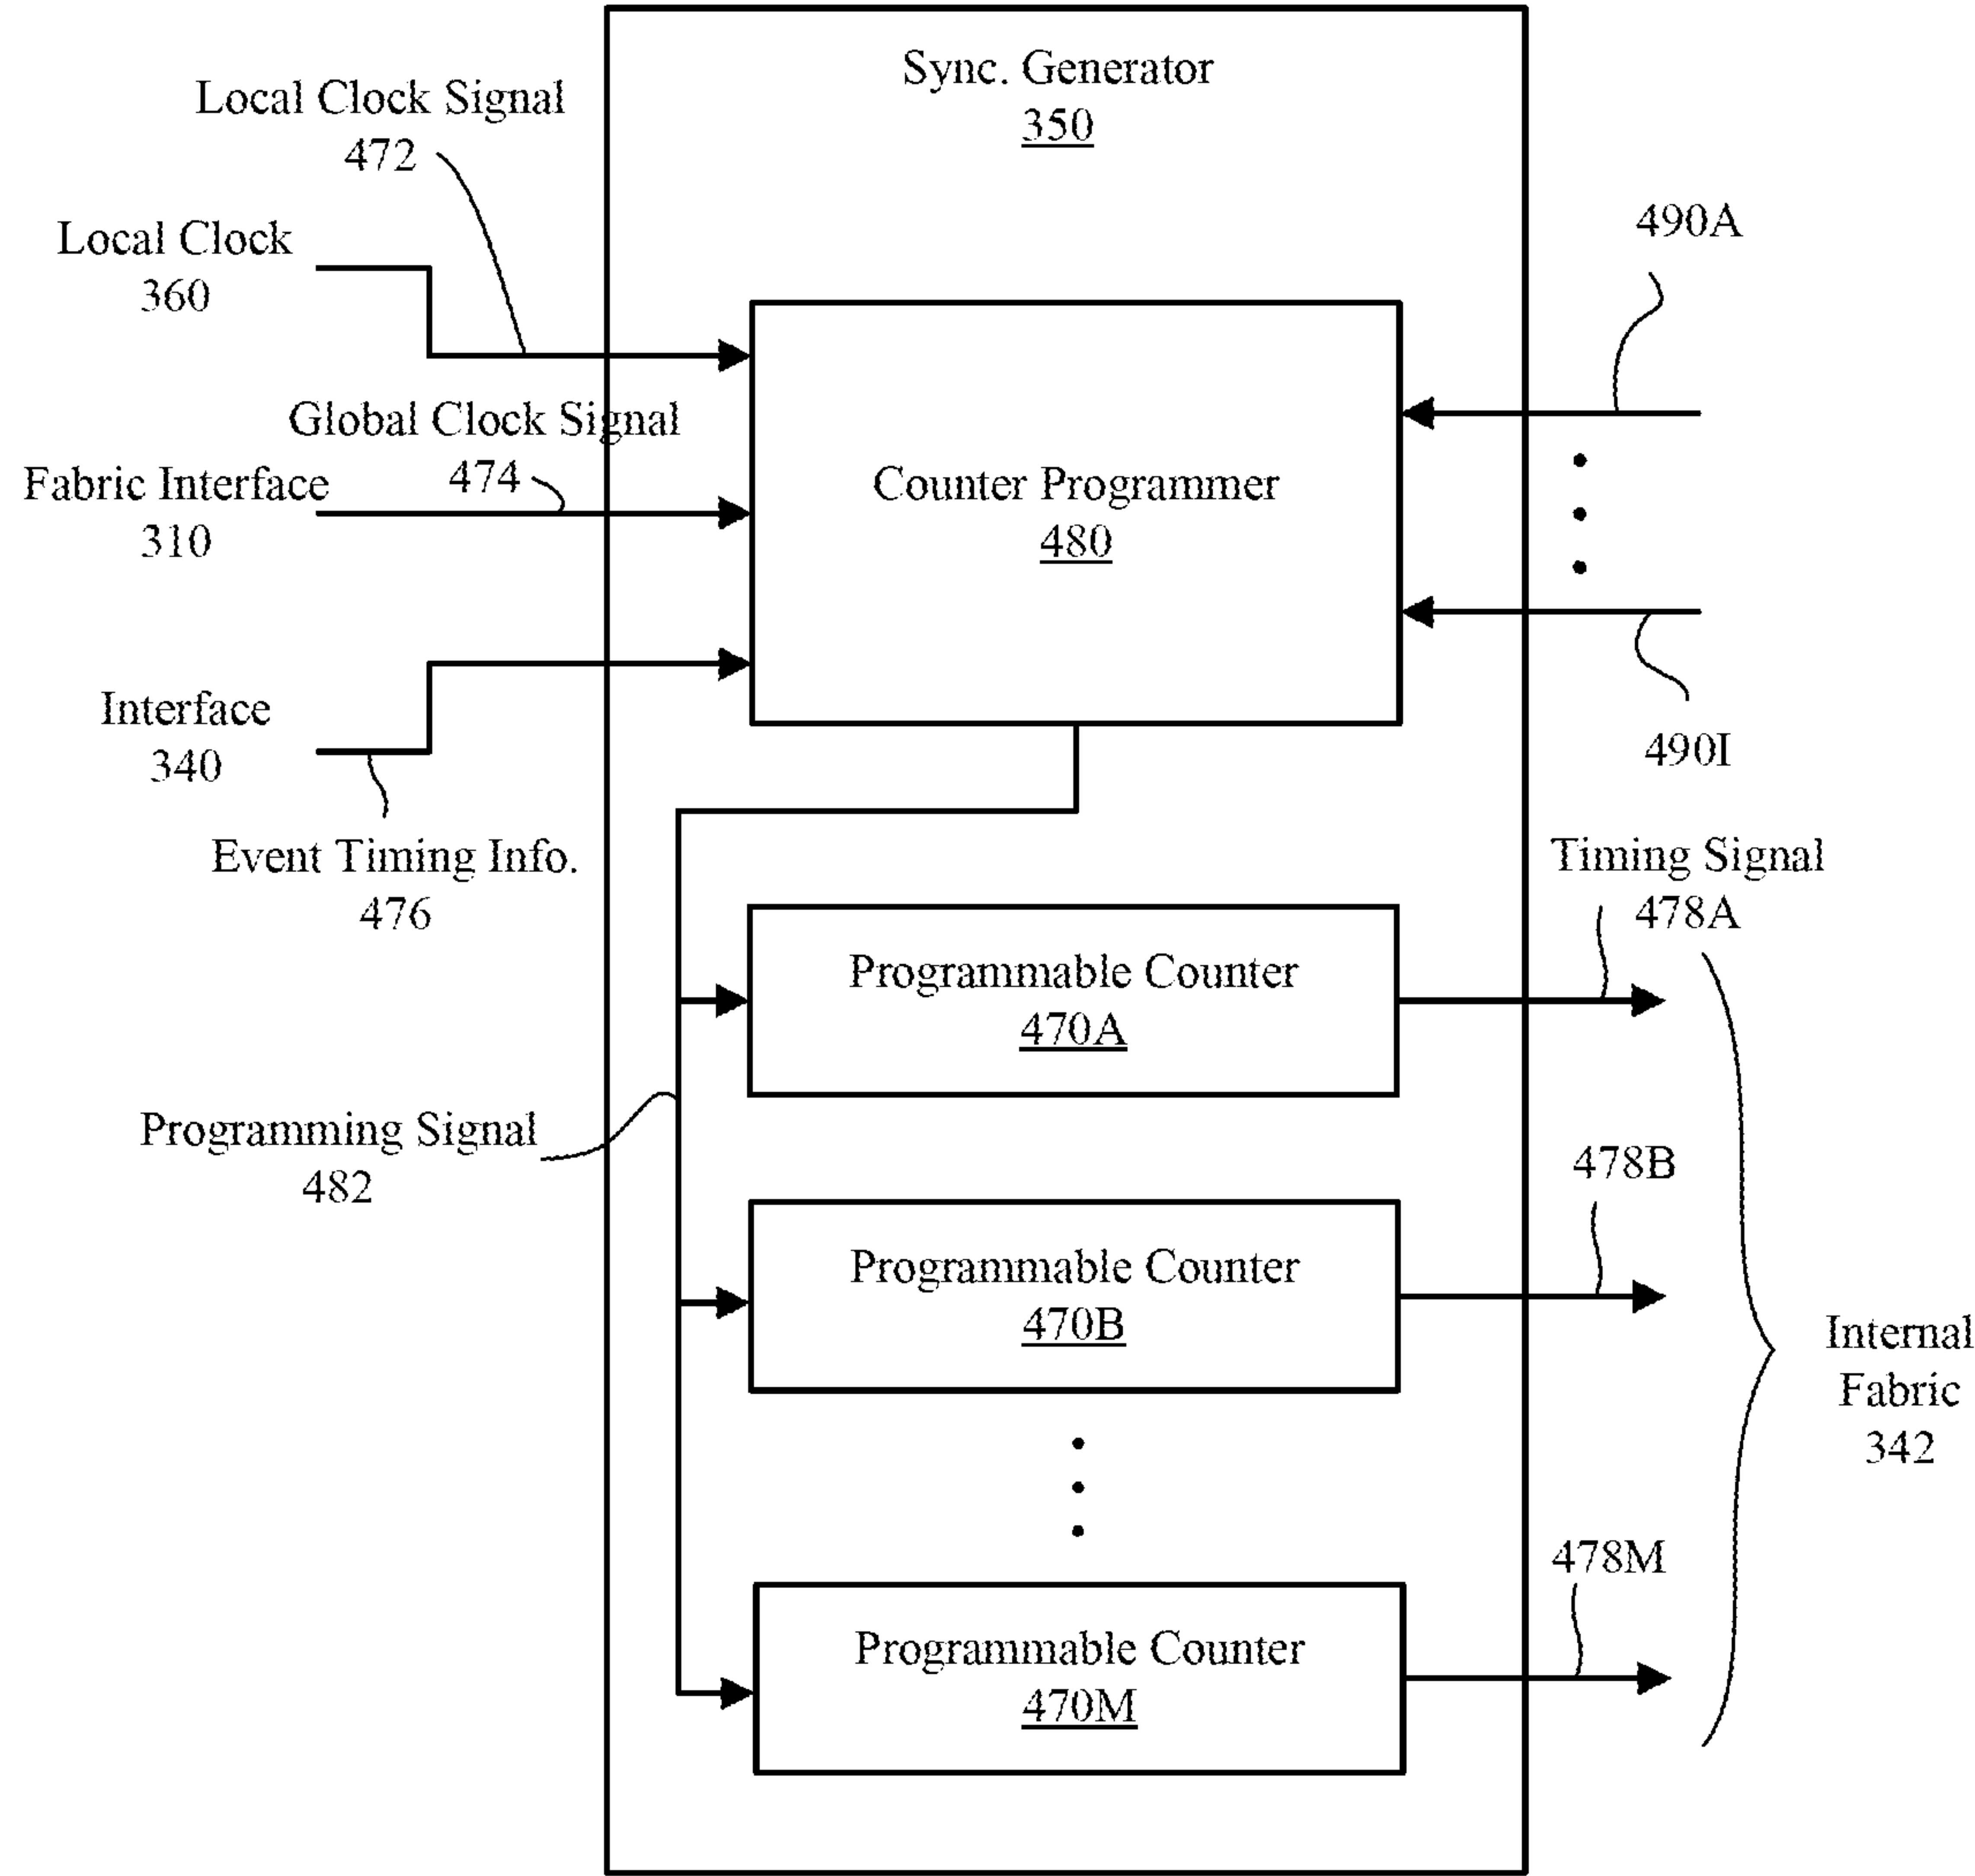 Sync. Generator
350
Local Clock Signal
472
Local Clock
360
490A
Global Clock Signal
474
Fabric Interface
310
Counter Programmer
480
Interface
340
490I
Event Timing Info.
476
Timing Signal
478A
Programmable Counter
470A
Programming Signal
482
478B
Programmable Counter
470B
Internal
Fabric
342
478M
Programmable Counter
470M